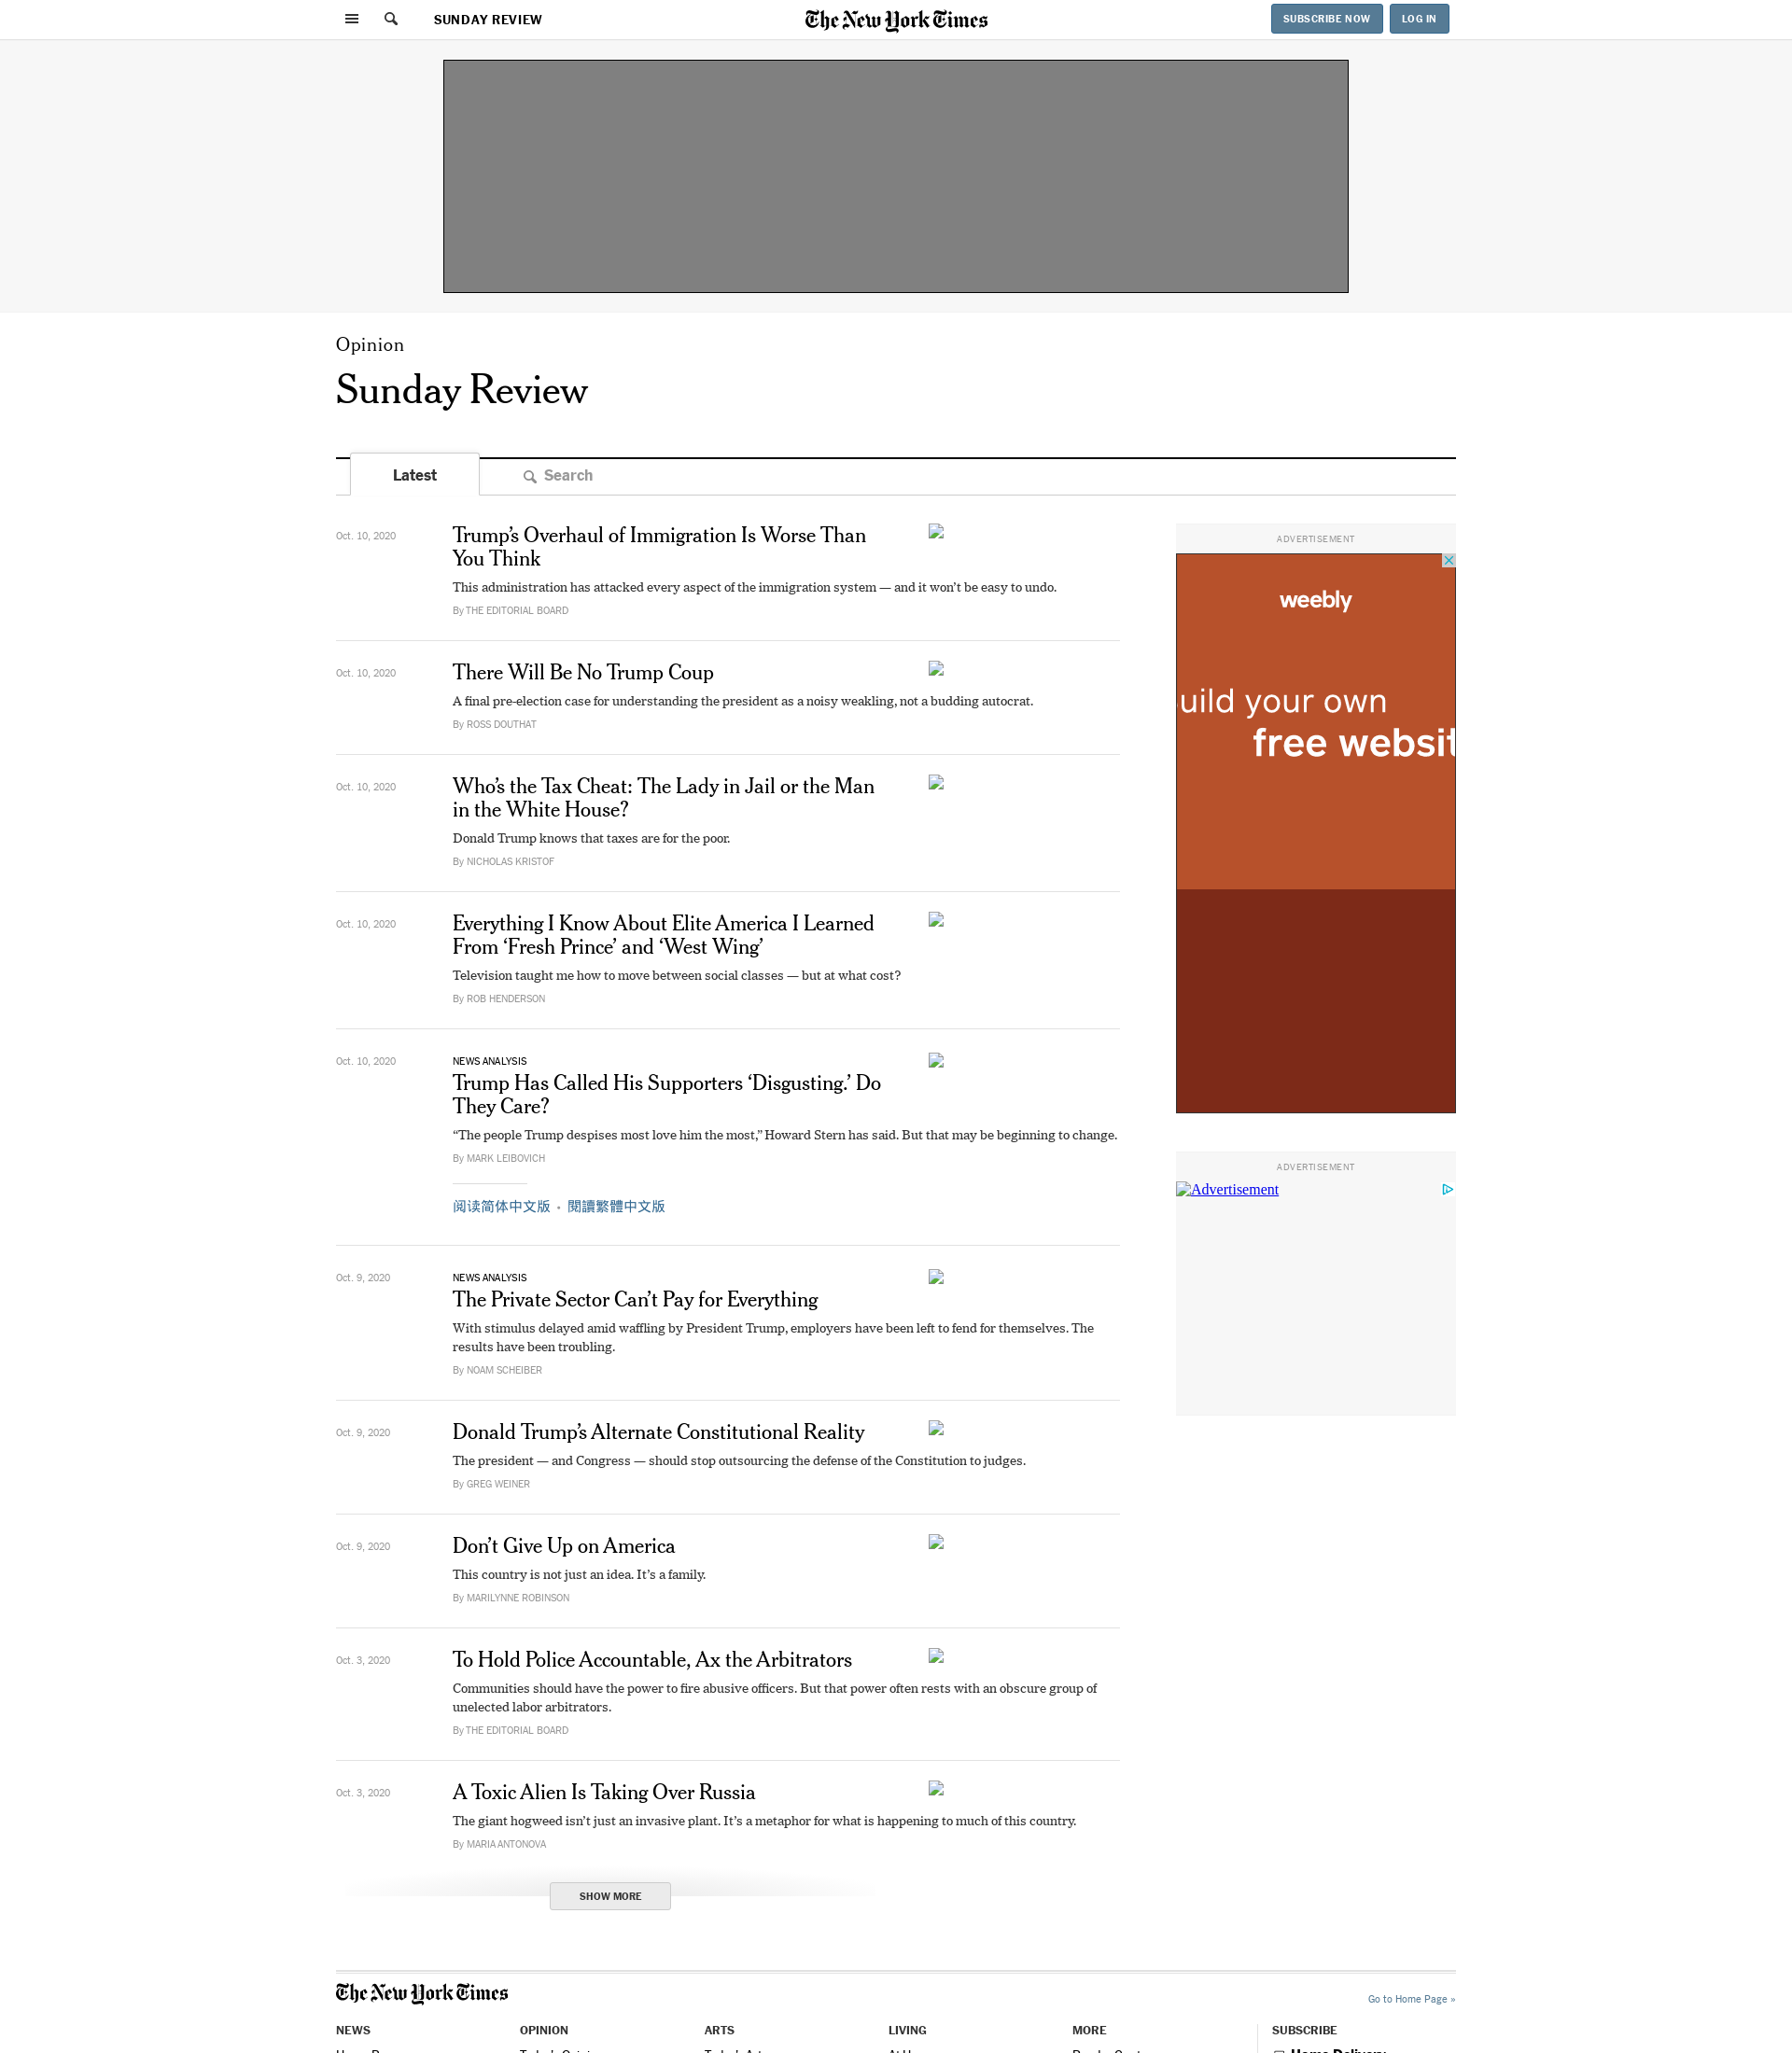 SUNDAY REVIEW
The New York Times
SUBSCRIBE NOW
LOG IN
Opinion
Sunday Review
Latest
Search
Oct. 10, 2020
Trump’s Overhaul of Immigration Is Worse Than
You Think
This administration has attacked every aspect of the immigration system — and it won’t be easy to undo.
By THE EDITORIAL BOARD
Oct. 10, 2020
There Will Be No Trump Coup
A final pre-election case for understanding the president as a noisy weakling, not a budding autocrat.
By ROSS DOUTHAT
Oct. 10, 2020
Who’s the Tax Cheat: The Lady in Jail or the Man
in the White House?
Donald Trump knows that taxes are for the poor.
By NICHOLAS KRISTOF
Oct. 10, 2020
Everything I Know About Elite America I Learned
From ‘Fresh Prince’ and ‘West Wing’
Television taught me how to move between social classes — but at what cost?
By ROB HENDERSON
Oct. 10, 2020
NEWS ANALYSIS
Trump Has Called His Supporters ‘Disgusting.’ Do
They Care?
“The people Trump despises most love him the most,” Howard Stern has said. But that may be beginning to change.
By MARK LEIBOVICH
阅读简体中文版 • 閱讀繁體中文版
Oct. 9, 2020
NEWS ANALYSIS
The Private Sector Can’t Pay for Everything
With stimulus delayed amid waffling by President Trump, employers have been left to fend for themselves. The
results have been troubling.
By NOAM SCHEIBER
Oct. 9, 2020
Donald Trump’s Alternate Constitutional Reality
The president — and Congress — should stop outsourcing the defense of the Constitution to judges.
By GREG WEINER
Oct. 9, 2020
Don’t Give Up on America
This country is not just an idea. It’s a family.
By MARILYNNE ROBINSON
Oct. 3, 2020
To Hold Police Accountable, Ax the Arbitrators
Communities should have the power to fire abusive officers. But that power often rests with an obscure group of
unelected labor arbitrators.
By THE EDITORIAL BOARD
Oct. 3, 2020
A Toxic Alien Is Taking Over Russia
The giant hogweed isn’t just an invasive plant. It’s a metaphor for what is happening to much of this country.
By MARIA ANTONOVA
SHOW MORE
ADVERTISEMENT
weebly
uild your own
free websit
ADVERTISEMENT
Advertisement
The New York Times
Go to Home Page »
NEWS
OPINION
ARTS
LIVING
MORE
SUBSCRIBE